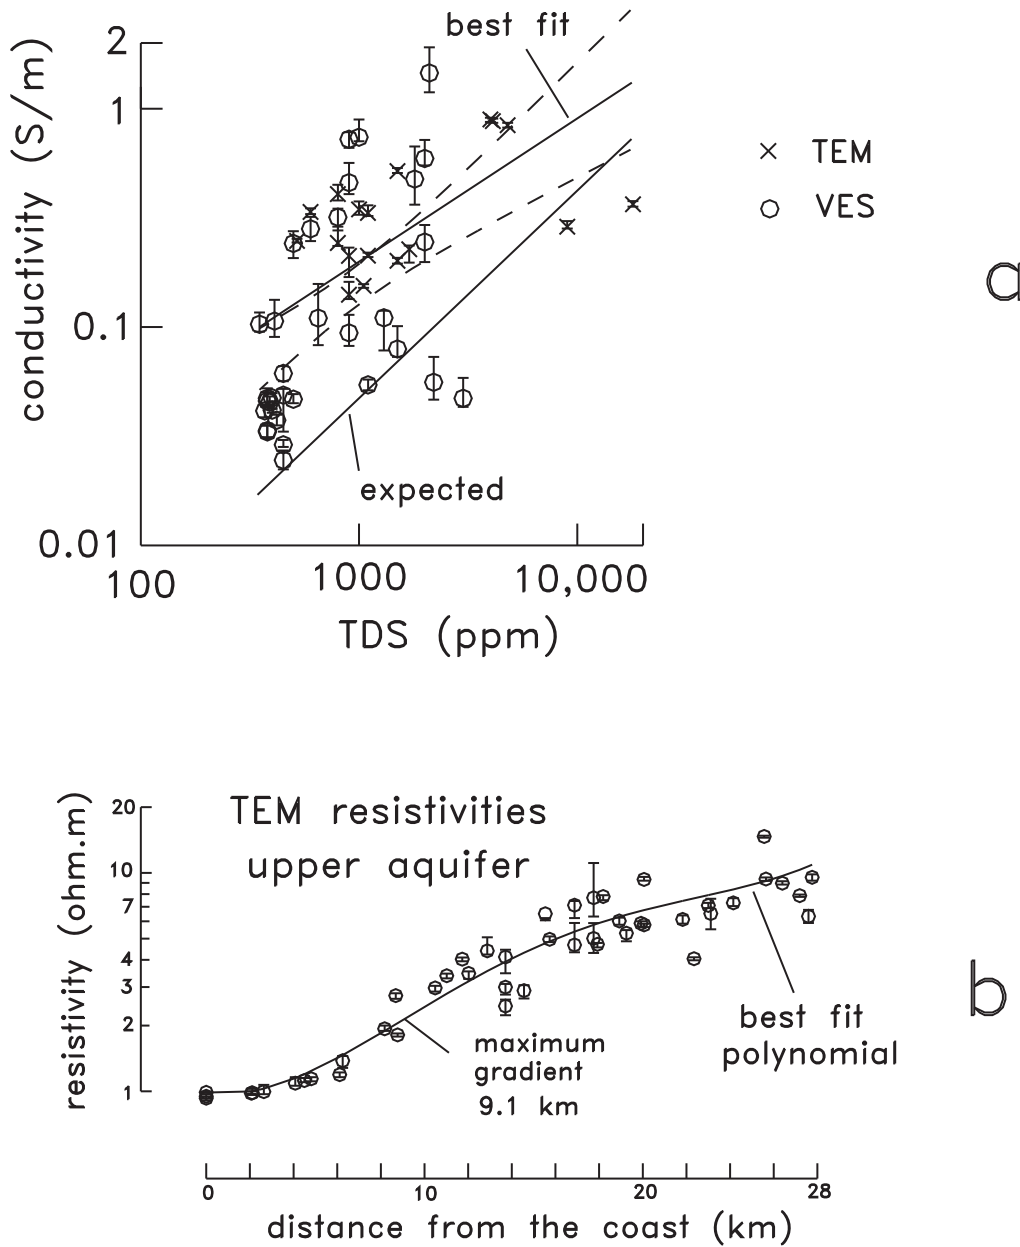 best fit
2
1
0.1
0.01
conductivity (S/m)
TEM
VES
a
expected
100 1000 10,000
TDS (ppm)
TEM resistivities
upper aquifer
20
10
7
4
3
2
1
resistivity (ohm.m)
best fit
polynomial
maximum
gradient
9.1 km
b
0 10 20 28
distance from the coast (km)